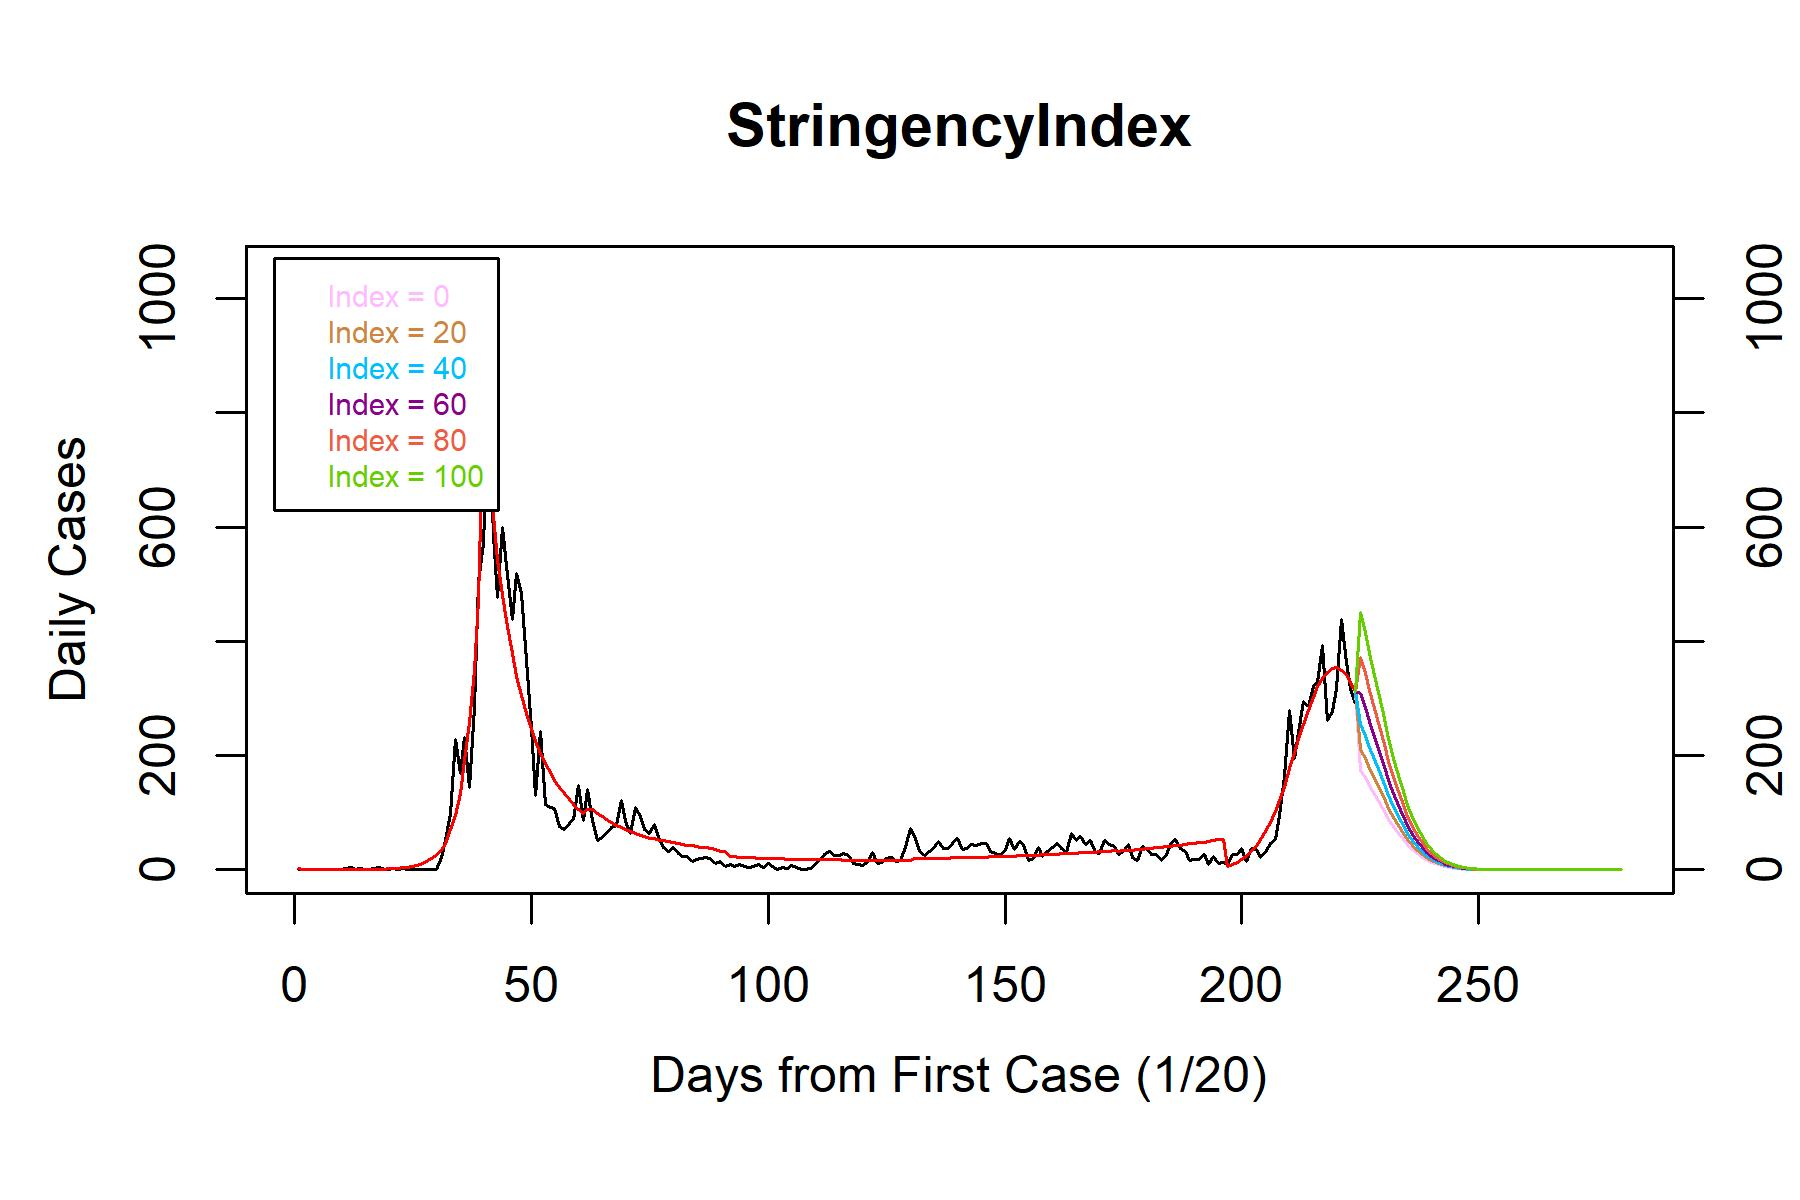 StringencyIndex
Index = 0
Index = 20
Index = 40
Index = 60
Index = 80
Index = 100
1000
600
200
0
Daily Cases
1000
600
200
0
0 50 100 150 200 250
Days from First Case (1/20)